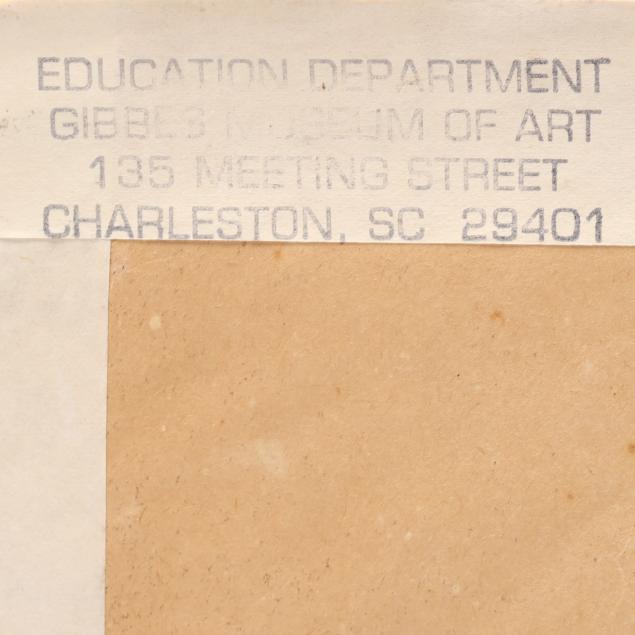 EDUCATION DEPARTMENT
GIBBES MUSEUM OF ART
135 MEETING STREET
CHARLESTON, SC 29401